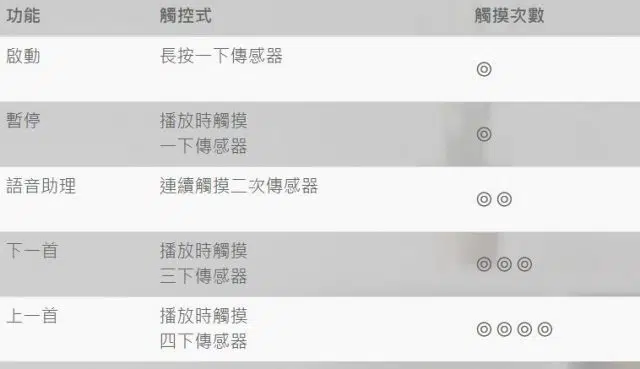 功能 觸控式 觸摸次數
啟動 長按一下傳感器 ◎
暫停 播放時觸摸
一下傳感器 ◎
語音助理 連續觸摸二次傳感器 ◎◎
下一首 播放時觸摸
三下傳感器 ◎◎◎
上一首 播放時觸摸
四下傳感器 ◎◎◎◎